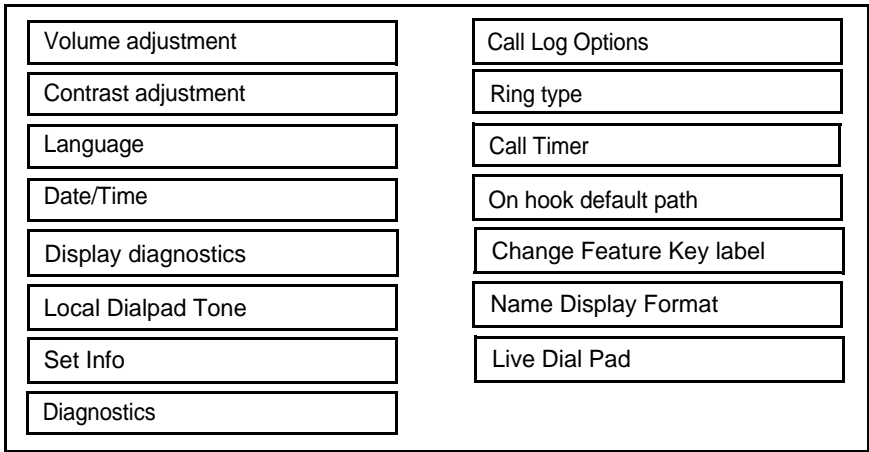 Volume adjustment
Contrast adjustment
Language
Date/Time
Display diagnostics
Local Dialpad Tone
Set Info
Diagnostics
Call Log Options
Ring type
Call Timer
On hook default path
Change Feature Key label
Name Display Format
Live Dial Pad